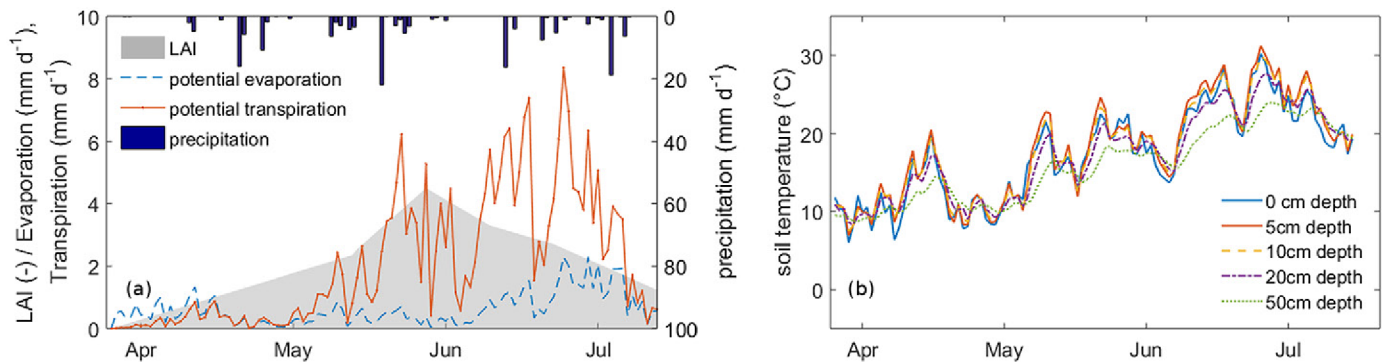 LAI (-) / Evaporation (mm d-1),
Transpiration (mm d-1)
10
8
6
4
2
0
LAI
potential evaporation
potential transpiration
precipitation
(a)
Apr
May
Jun
Jul
0
20
40
60
80
100
precipitation (mm d-1)
soil temperature (°C)
30
20
10
0
(b)
0 cm depth
5cm depth
10cm depth
20cm depth
50cm depth
Apr
May
Jun
Jul